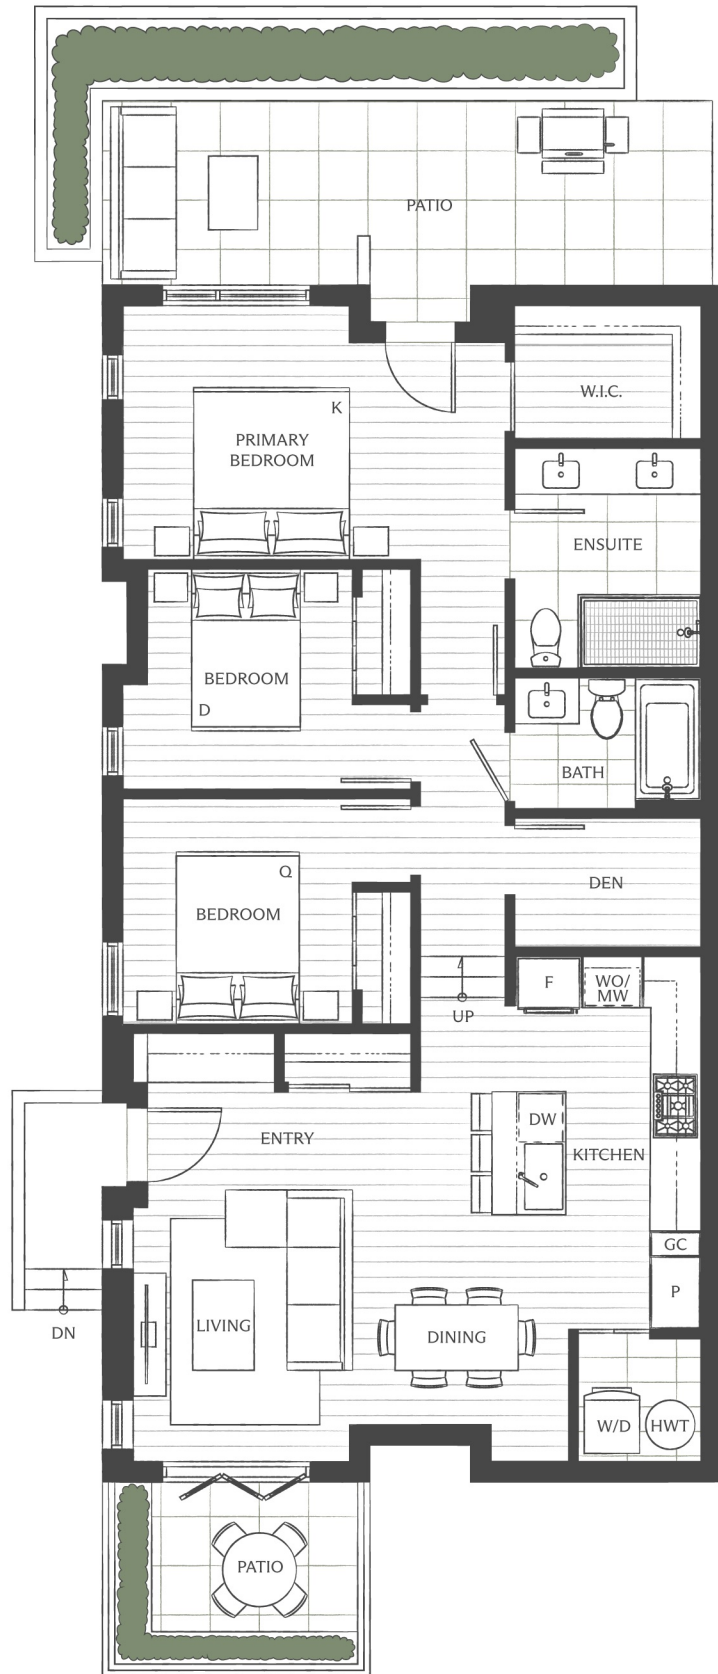 PATIO
K
W.I.C.
PRIMARY
BEDROOM
ENSUITE
BEDROOM
D
BATH
Q
DEN
BEDROOM
F
WO/
MW
UP
DW
ENTRY
KITCHEN
GC
P
LIVING
DINING
DN
W/D
HWT
PATIO